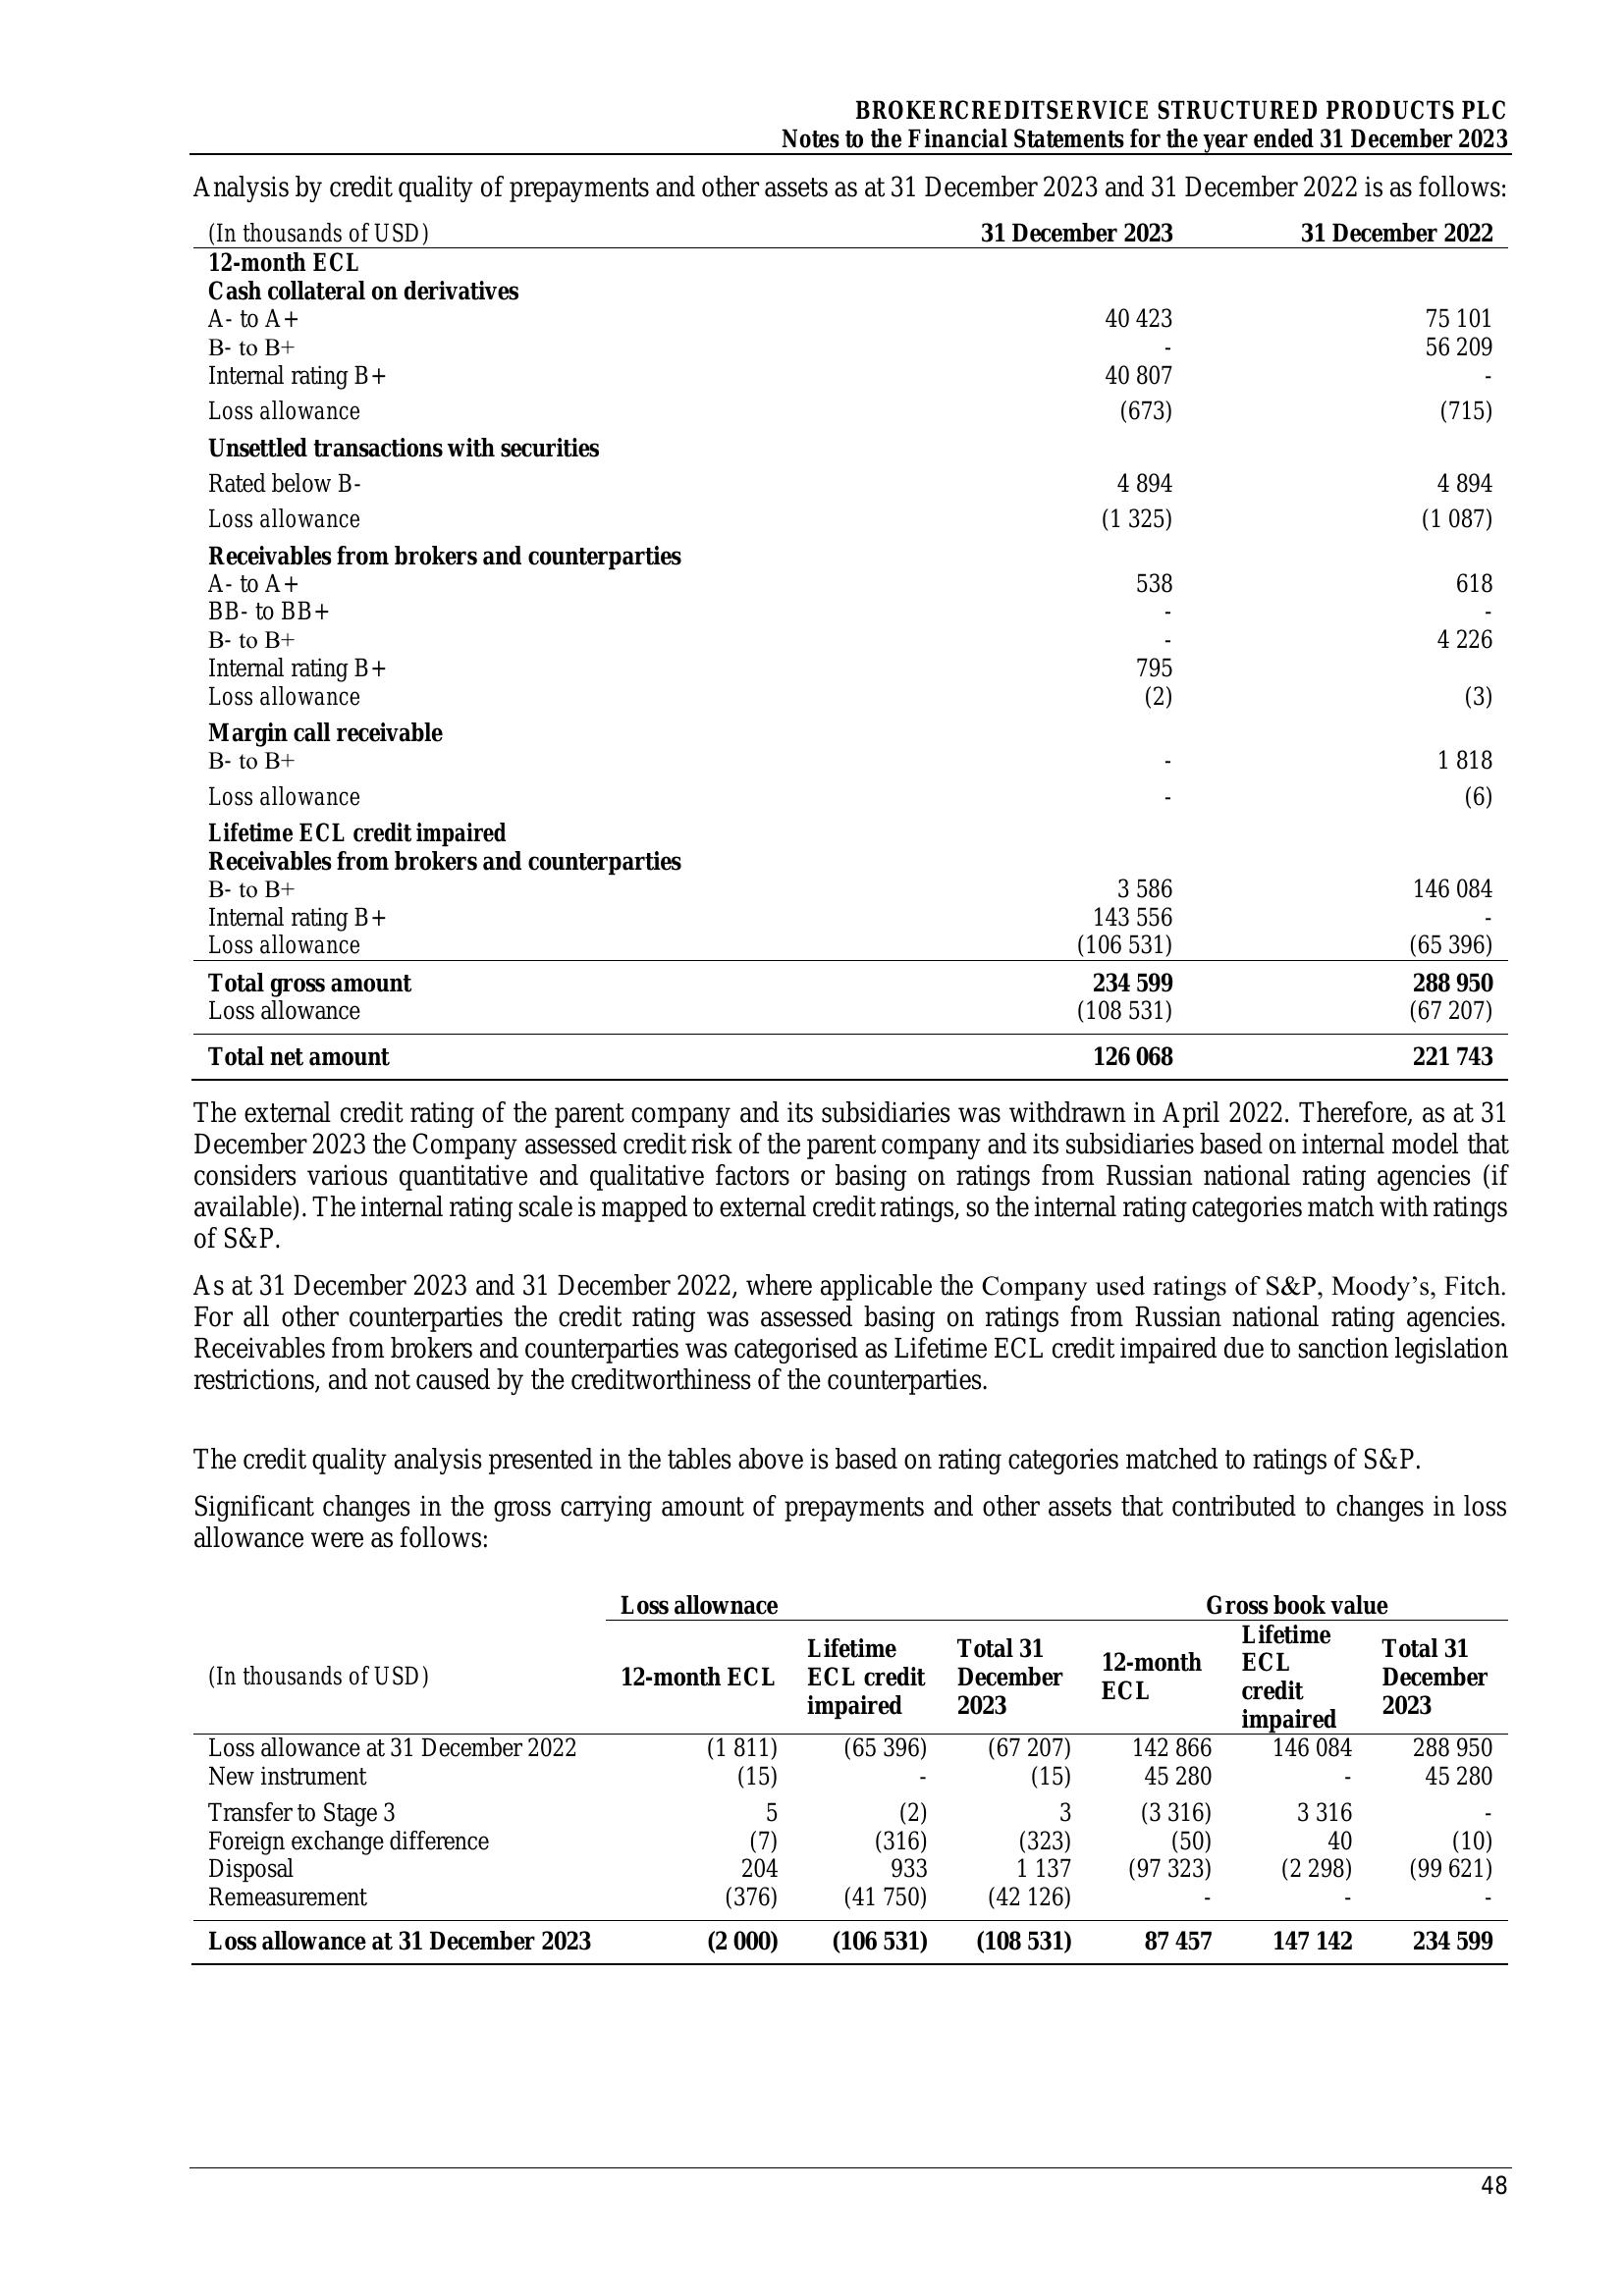 BROKERCREDITSERVICE STRUCTURED PRODUCTS PLC
Notes to the Financial Statements for the year ended 31 December 2023
Analysis by credit quality of prepayments and other assets as at 31 December 2023 and 31 December 2022 is as follows:
(In thousands of USD) 31 December 2023 31 December 2022
12-month ECL
Cash collateral on derivatives
A- to A+ 40 423 75 101
B- to B+ - 56 209
Internal rating B+ 40 807 -
Loss allowance (673) (715)
Unsettled transactions with securities
Rated below B- 4 894 4 894
Loss allowance (1 325) (1 087)
Receivables from brokers and counterparties
A- to A+ 538 618
BB- to BB+ - -
B- to B+ - 4 226
Internal rating B+ 795
Loss allowance (2) (3)
Margin call receivable
B- to B+ - 1 818
Loss allowance - (6)
Lifetime ECL credit impaired
Receivables from brokers and counterparties
B- to B+ 3 586 146 084
Internal rating B+ 143 556 -
Loss allowance (106 531) (65 396)
Total gross amount 234 599 288 950
Loss allowance (108 531) (67 207)
Total net amount 126 068 221 743
The external credit rating of the parent company and its subsidiaries was withdrawn in April 2022. Therefore, as at 31
December 2023 the Company assessed credit risk of the parent company and its subsidiaries based on internal model that
considers various quantitative and qualitative factors or basing on ratings from Russian national rating agencies (if
available). The internal rating scale is mapped to external credit ratings, so the internal rating categories match with ratings
of S&P.
As at 31 December 2023 and 31 December 2022, where applicable the Company used ratings of S&P, Moody’s, Fitch.
For all other counterparties the credit rating was assessed basing on ratings from Russian national rating agencies.
Receivables from brokers and counterparties was categorised as Lifetime ECL credit impaired due to sanction legislation
restrictions, and not caused by the creditworthiness of the counterparties.
The credit quality analysis presented in the tables above is based on rating categories matched to ratings of S&P.
Significant changes in the gross carrying amount of prepayments and other assets that contributed to changes in loss
allowance were as follows:
Loss allownace Gross book value
(In thousands of USD) 12-month ECL Lifetime ECL credit impaired Total 31 December 2023 12-month ECL Lifetime ECL credit impaired Total 31 December 2023
Loss allowance at 31 December 2022 (1 811) (65 396) (67 207) 142 866 146 084 288 950
New instrument (15) - (15) 45 280 - 45 280
Transfer to Stage 3 5 (2) 3 (3 316) 3 316 -
Foreign exchange difference (7) (316) (323) (50) 40 (10)
Disposal 204 933 1 137 (97 323) (2 298) (99 621)
Remeasurement (376) (41 750) (42 126) - - -
Loss allowance at 31 December 2023 (2 000) (106 531) (108 531) 87 457 147 142 234 599
48